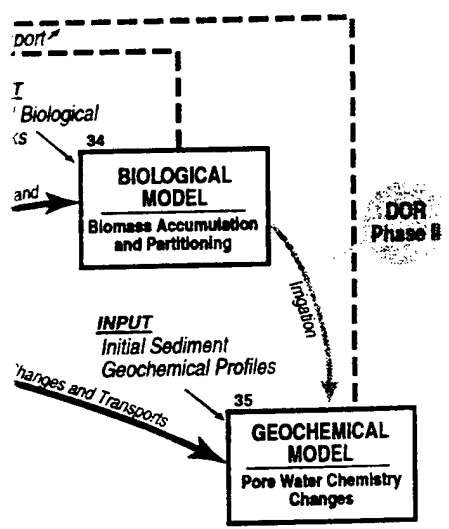 port
T
Biological
ks
34
BIOLOGICAL
MODEL
Biomass Accumulation
and Partitioning
and
DOR
Phase II
Irrigation
INPUT
Initial Sediment
Geochemical Profiles
hanges and Transports
35
GEOCHEMICAL
MODEL
Pore Water Chemistry
Changes